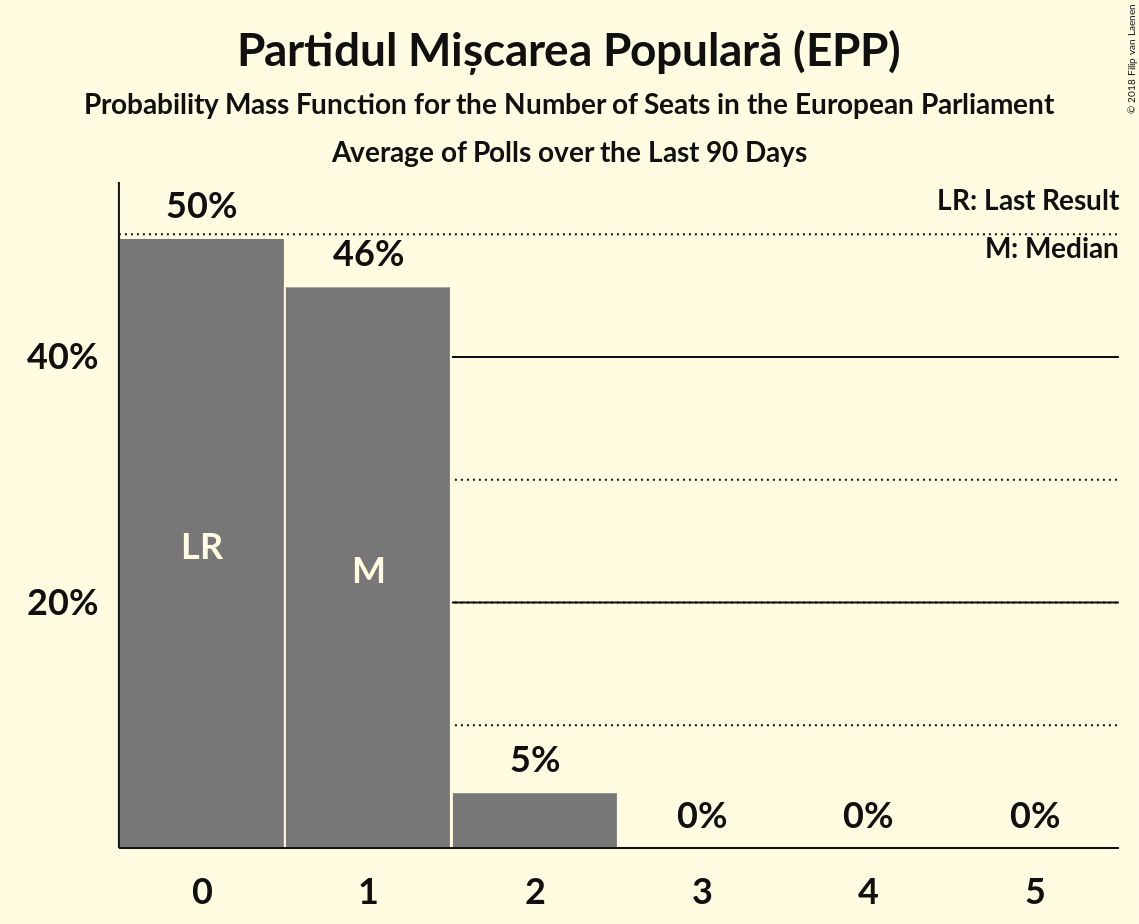 Partidul Mișcarea Populară (EPP)
Probability Mass Function for the Number of Seats in the European Parliament
Average of Polls over the Last 90 Days
© 2018 Filip van Laenen
LR: Last Result
M: Median
50%
46%
40%
20%
LR
M
5%
0%
0%
0%
0
1
2
3
4
5